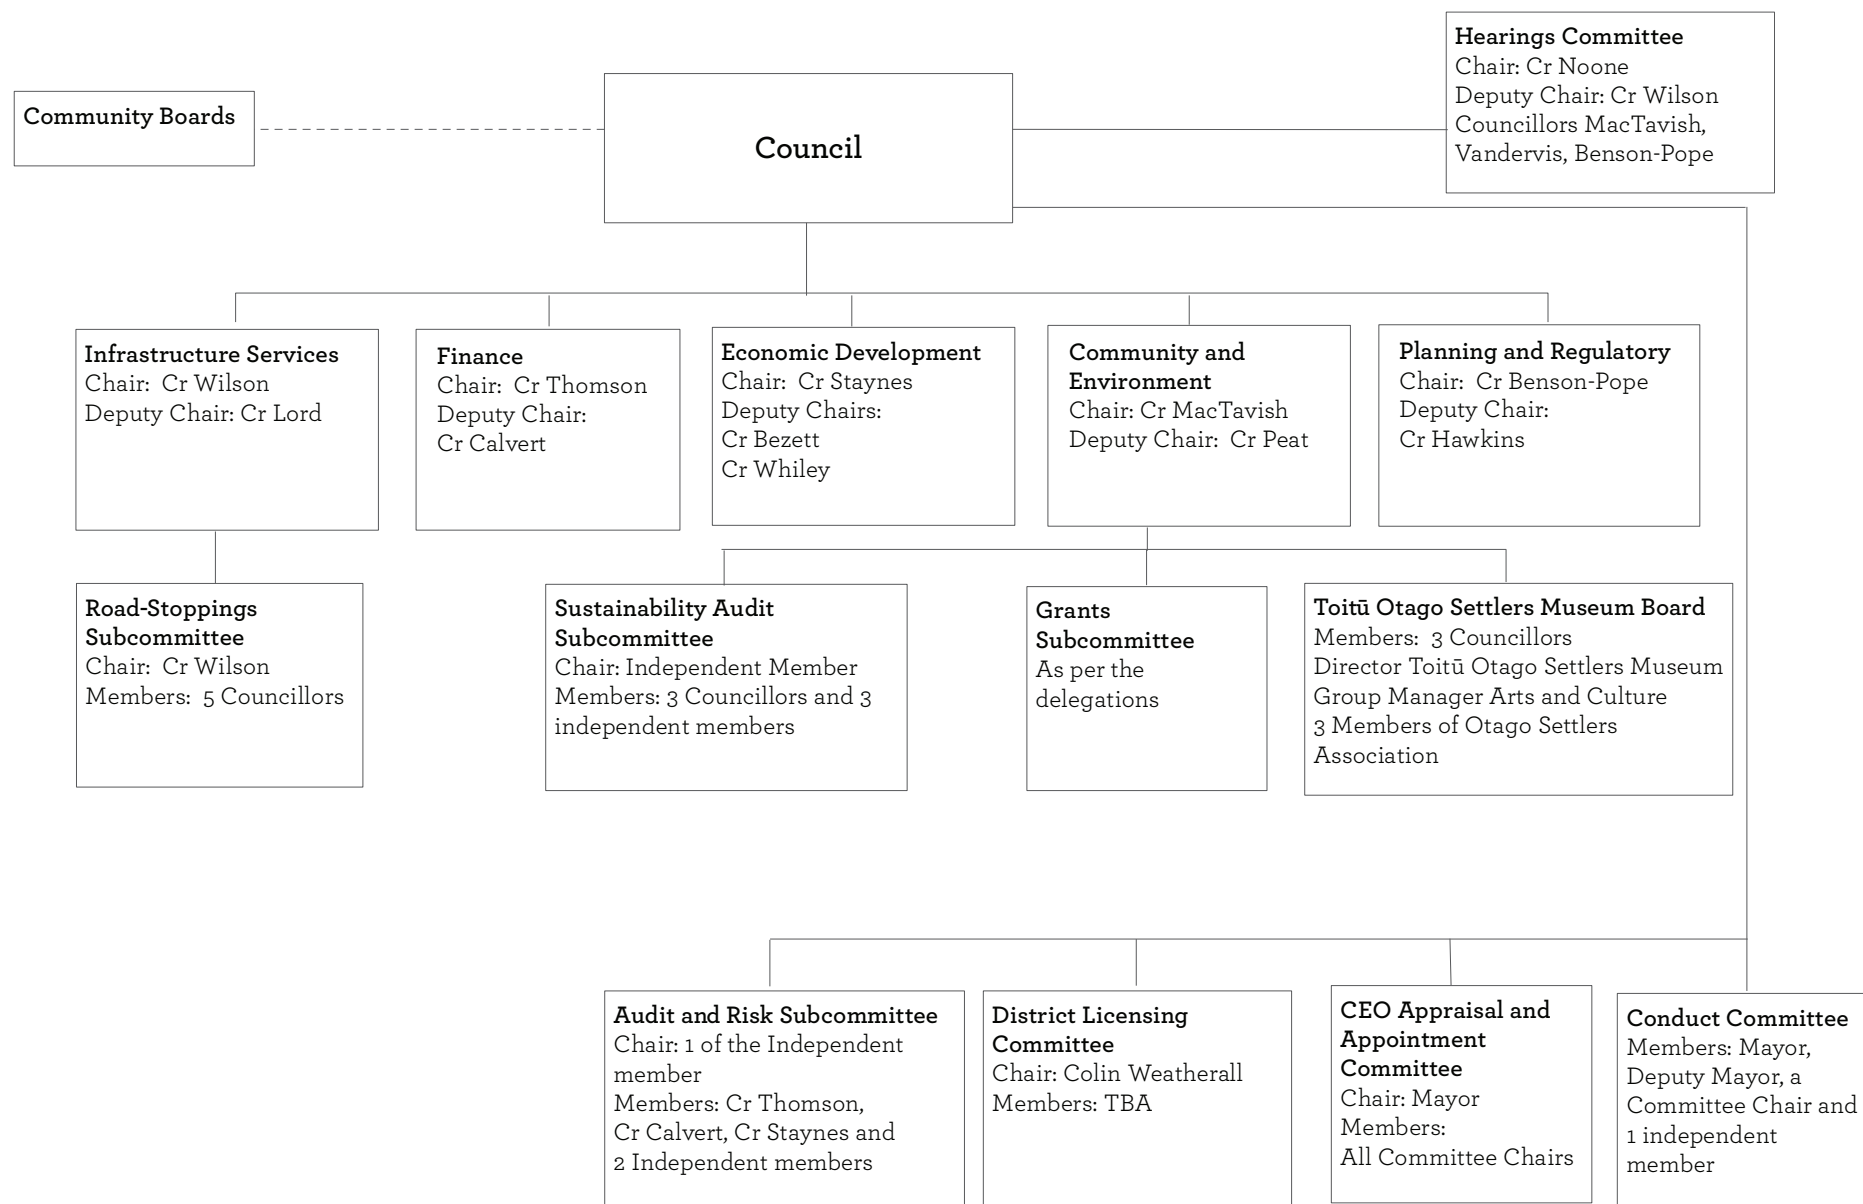 Hearings Committee
Chair: Cr Noone
Deputy Chair: Cr Wilson
Councillors MacTavish,
Vandervis, Benson-Pope
Community Boards
Council
Infrastructure Services
Chair: Cr Wilson
Deputy Chair: Cr Lord
Finance
Chair: Cr Thomson
Deputy Chair:
Cr Calvert
Economic Development
Chair: Cr Staynes
Deputy Chairs:
Cr Bezett
Cr Whiley
Community and
Environment
Chair: Cr MacTavish
Deputy Chair: Cr Peat
Planning and Regulatory
Chair: Cr Benson-Pope
Deputy Chair:
Cr Hawkins
Road-Stoppings
Subcommittee
Chair: Cr Wilson
Members: 5 Councillors
Sustainability Audit
Subcommittee
Chair: Independent Member
Members: 3 Councillors and 3
independent members
Grants
Subcommittee
As per the
delegations
Toitū Otago Settlers Museum Board
Members: 3 Councillors
Director Toitū Otago Settlers Museum
Group Manager Arts and Culture
3 Members of Otago Settlers
Association
Audit and Risk Subcommittee
Chair: 1 of the Independent
member
Members: Cr Thomson,
Cr Calvert, Cr Staynes and
2 Independent members
District Licensing
Committee
Chair: Colin Weatherall
Members: TBA
CEO Appraisal and
Appointment
Committee
Chair: Mayor
Members:
All Committee Chairs
Conduct Committee
Members: Mayor,
Deputy Mayor, a
Committee Chair and
1 independent
member